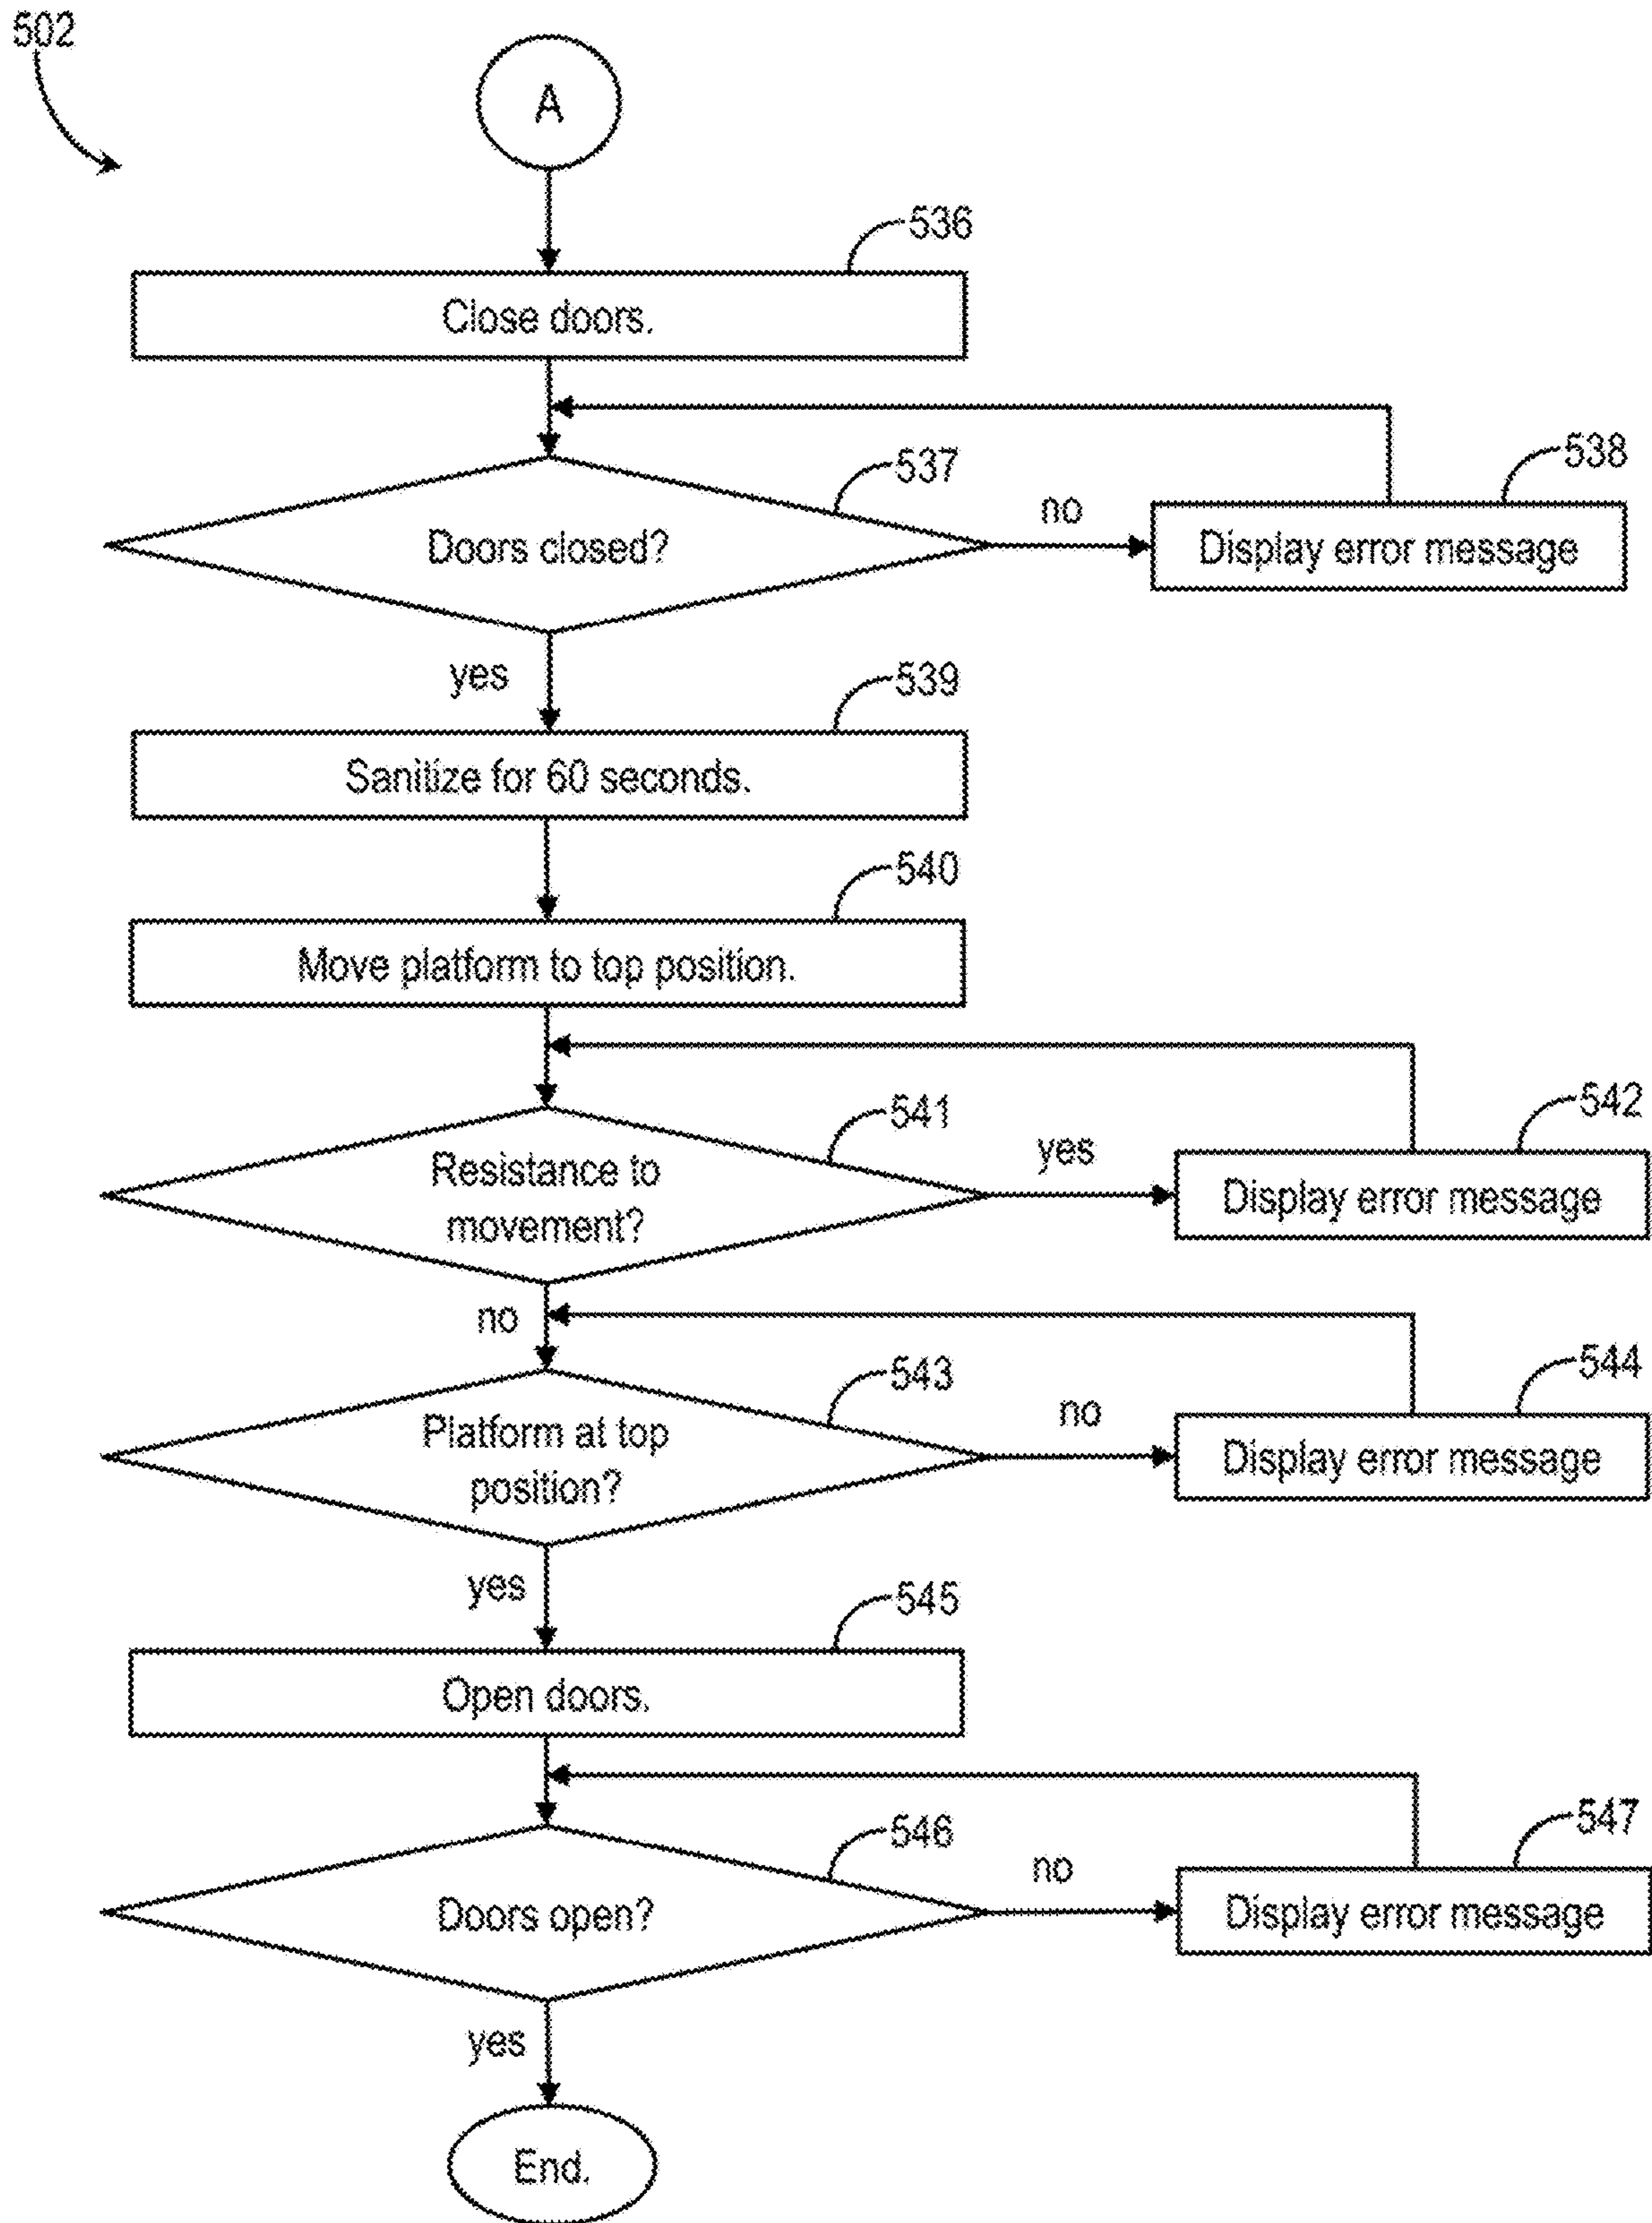 502
A
536
Close doors.
537
538
Doors closed?
no
Display error message
yes
539
Sanitize for 60 seconds.
540
Move platform to top position.
541
542
Resistance to
movement?
yes
Display error message
no
543
544
Platform at top
position?
no
Display error message
yes
545
Open doors.
546
547
Doors open?
no
Display error message
yes
End.